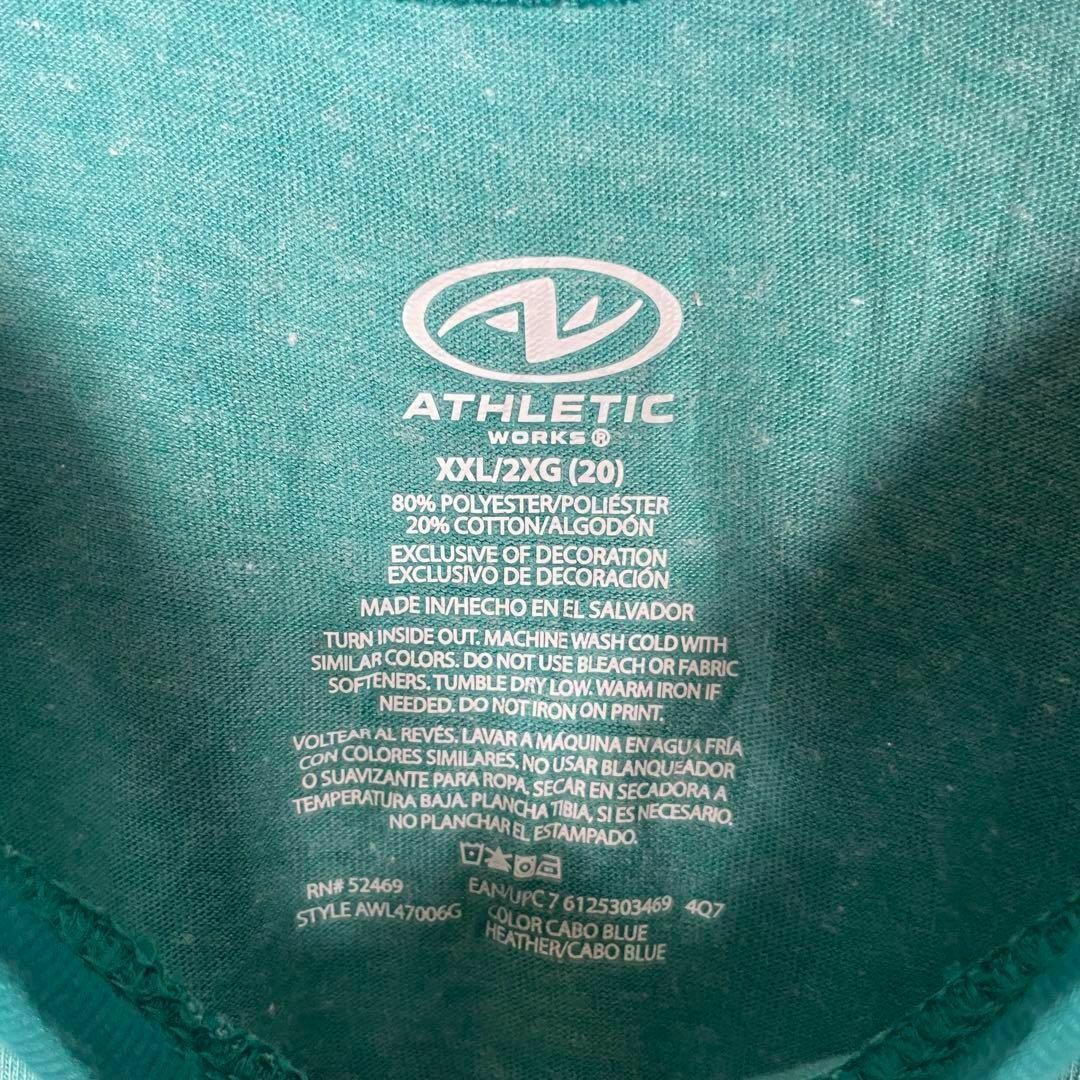 AW
ATHLETIC
WORKS®
XXL/2XG (20)
80% POLYESTER/POLIÉSTER
20% COTTON/ALGODÓN
EXCLUSIVE OF DECORATION
EXCLUSIVO DE DECORACIÓN
MADE IN/HECHO EN EL SALVADOR
TURN INSIDE OUT. MACHINE WASH COLD WITH
SIMILAR COLORS. DO NOT USE BLEACH OR FABRIC
SOFTENERS. TUMBLE DRY LOW. WARM IRON IF
NEEDED. DO NOT IRON ON PRINT.
VOLTEAR AL REVÉS. LAVAR A MÁQUINA EN AGUA FRÍA
CON COLORES SIMILARES. NO USAR BLANQUEADOR
O SUAVIZANTE PARA ROPA, SECAR EN SECADORA A
TEMPERATURA BAJA. PLANCHA TIBIA, SI ES NECESARIO.
NO PLANCHAR EL ESTAMPADO.
RN# 52469
STYLE AWL47006G
EAN/UPC 7 6125303469 4Q7
COLOR CABO BLUE
HEATHER/CABO BLUE